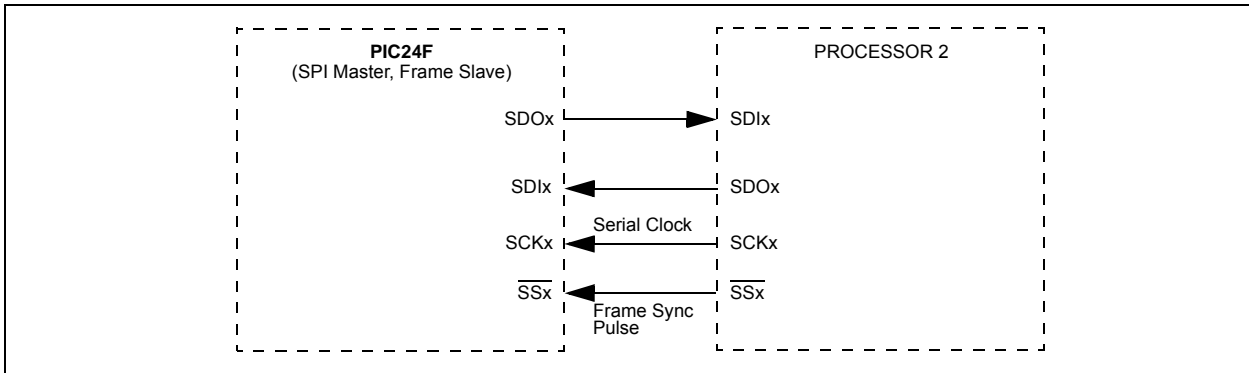 PIC24F
(SPI Master, Frame Slave)
PROCESSOR 2
SDOx
SDIx
SDIx
SDOx
Serial Clock
SCKx
SCKx
SSx
SSx
Frame Sync
Pulse